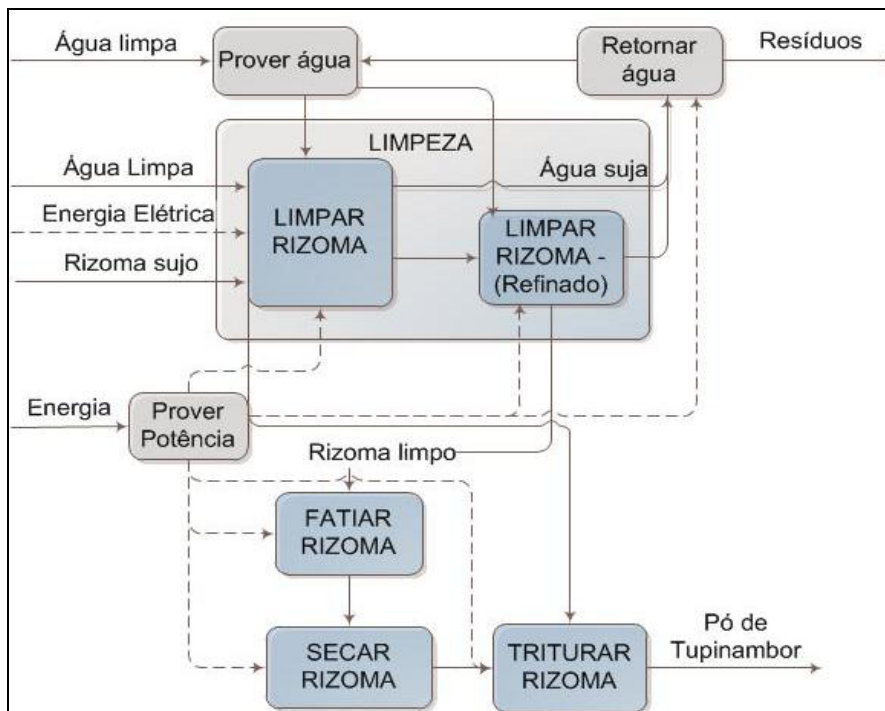 Água limpa
Prover água
Retornar
água
Resíduos
LIMPEZA
Água Limpa
Energia Elétrica
Rizoma sujo
LIMPAR
RIZOMA
Água suja
LIMPAR
RIZOMA -
(Refinado)
Energia
Prover
Potência
Rizoma limpo
FATIAR
RIZOMA
SECAR
RIZOMA
TRITURAR
RIZOMA
Pó de
Tupinambor